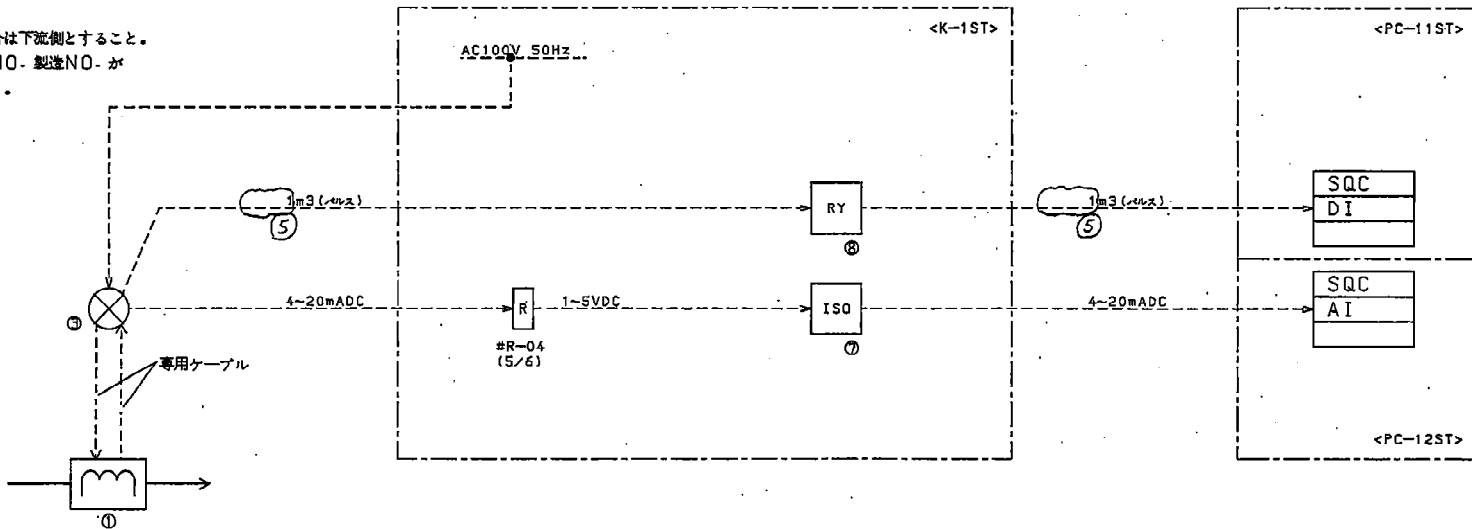 は下流側とすること。
NO- 製造NO- が
<K-1ST>
<PC-11ST>
AC100V 50Hz
1m3(パルス)
⑤
RY
⑧
1m3(パルス)
⑤
SQC
DI
③
4~20mADC
R
#R-04
(5/6)
1~5VDC
ISO
⑦
4~20mADC
SQC
AI
専用ケーブル
<PC-12ST>
①